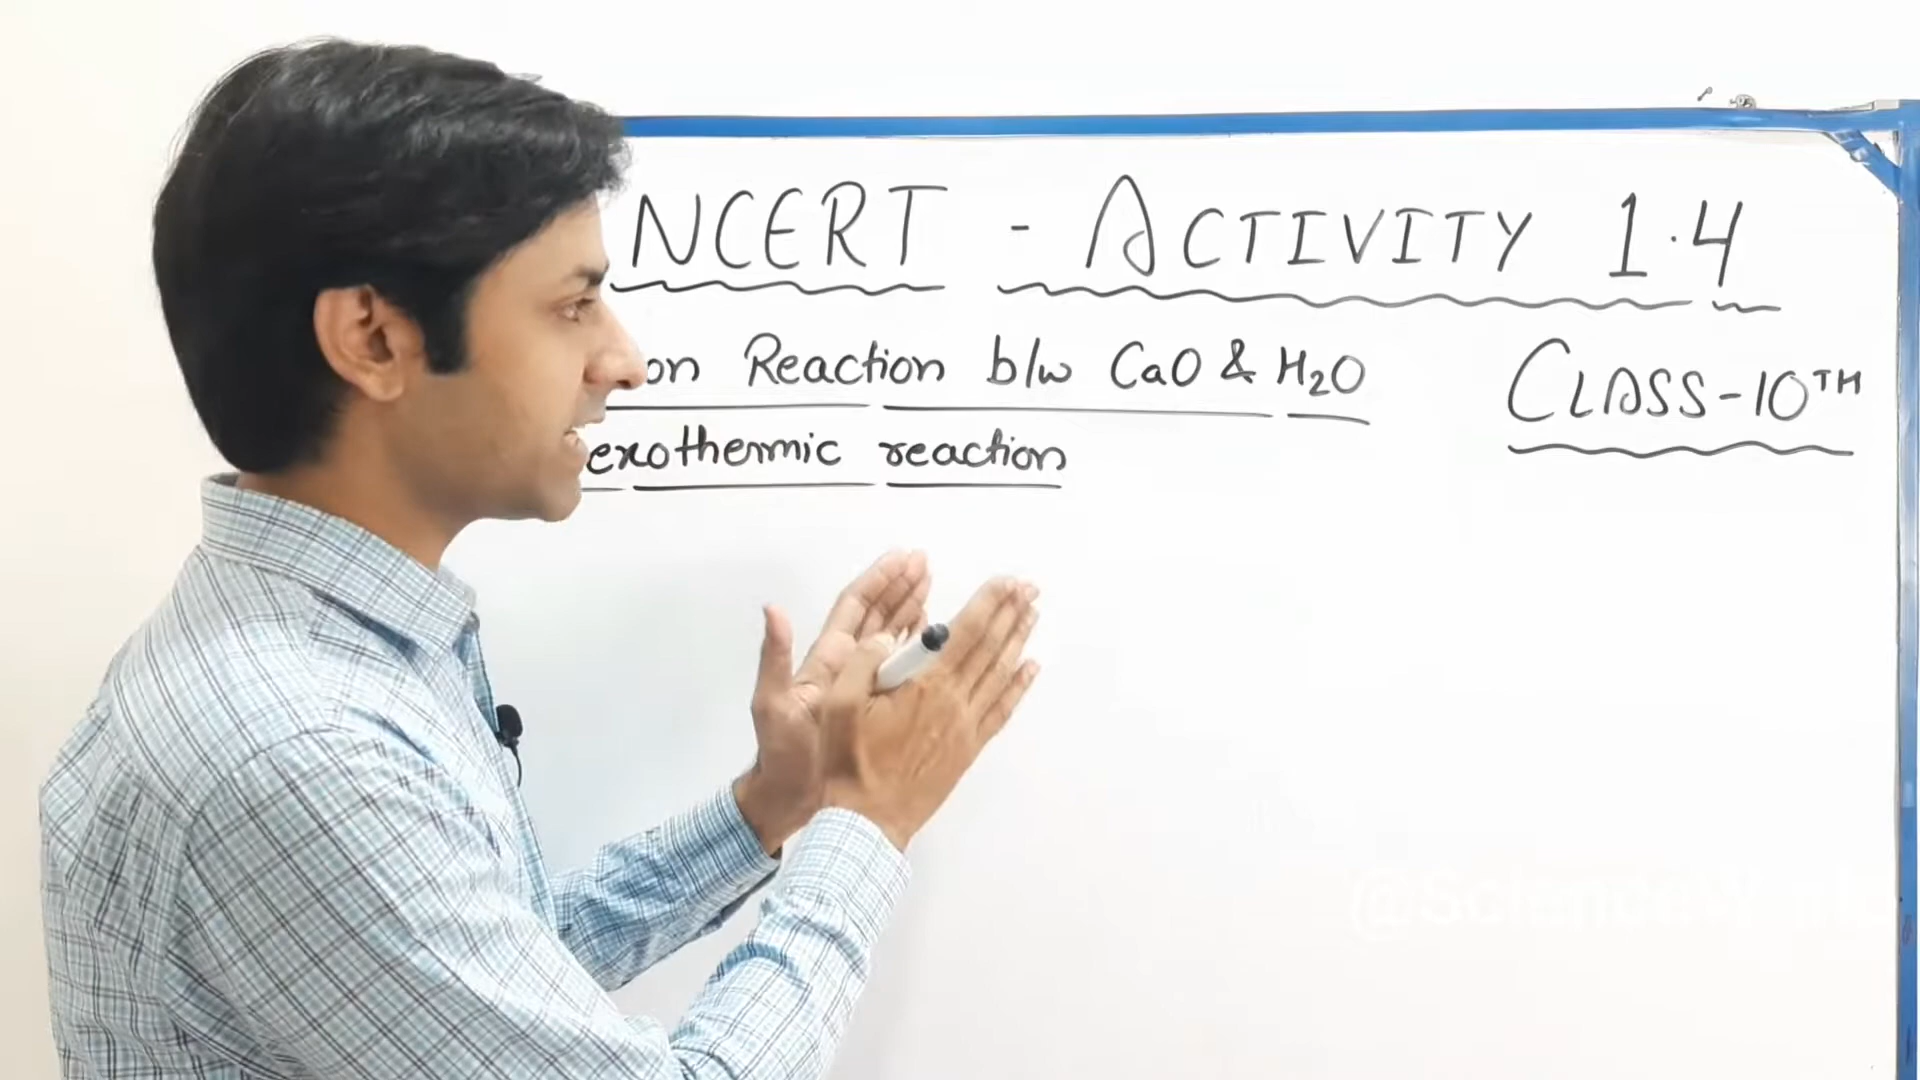 NCERT - ACTIVITY 1.4
on Reaction b/w CaO & H₂O
CLASS-10TH
exothermic reaction